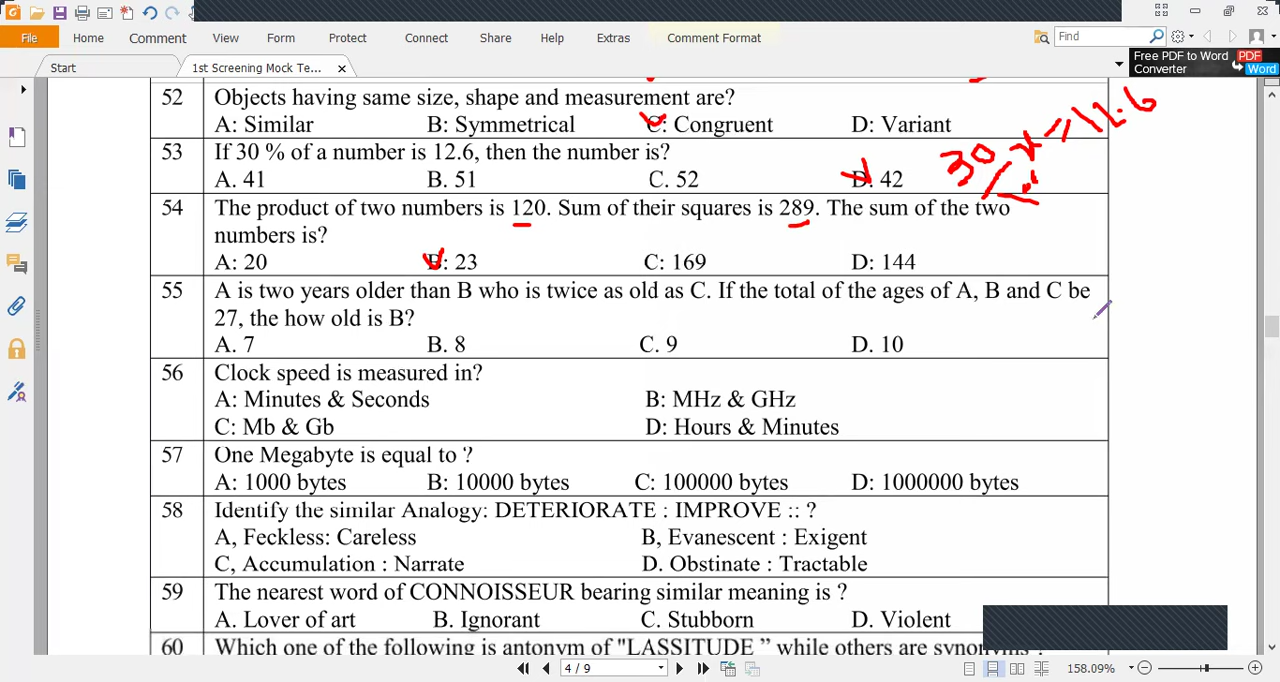 File Home Comment View Form Protect Connect Share Help Extras Comment Format Find
Free PDF to Word Converter PDF Word
Start 1st Screening Mock Te...
52 Objects having same size, shape and measurement are?
A: Similar B: Symmetrical C: Congruent D: Variant
53 If 30 % of a number is 12.6, then the number is?
A. 41 B. 51 C. 52 D. 42
30 x = 12.6
54 The product of two numbers is 120. Sum of their squares is 289. The sum of the two
numbers is?
A: 20 B: 23 C: 169 D: 144
55 A is two years older than B who is twice as old as C. If the total of the ages of A, B and C be
27, the how old is B?
A. 7 B. 8 C. 9 D. 10
56 Clock speed is measured in?
A: Minutes & Seconds B: MHz & GHz
C: Mb & Gb D: Hours & Minutes
57 One Megabyte is equal to ?
A: 1000 bytes B: 10000 bytes C: 100000 bytes D: 1000000 bytes
58 Identify the similar Analogy: DETERIORATE : IMPROVE :: ?
A, Feckless: Careless B, Evanescent : Exigent
C, Accumulation : Narrate D. Obstinate : Tractable
59 The nearest word of CONNOISSEUR bearing similar meaning is ?
A. Lover of art B. Ignorant C. Stubborn D. Violent
60 Which one of the following is antonym of "LASSITUDE ” while others are synonyms ?
4 / 9 158.09%